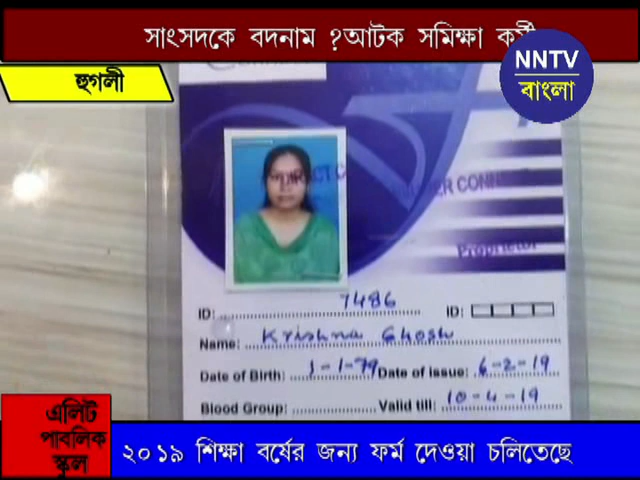 সাংসদকে বদনাম ?আটক সমিক্ষা কর্মী
NNTV
বাংলা
হুগলী
Proprietor
ID: 7486 ID:
Name: Krishna Ghosh
Date of Birth: 1-1-79 Date of issue: 6-2-19
Blood Group: Valid till: 10-4-19
এলিট
পাবলিক
স্কুল
২০১৯ শিক্ষা বর্ষের জন্য ফর্ম দেওয়া চলিতেছে